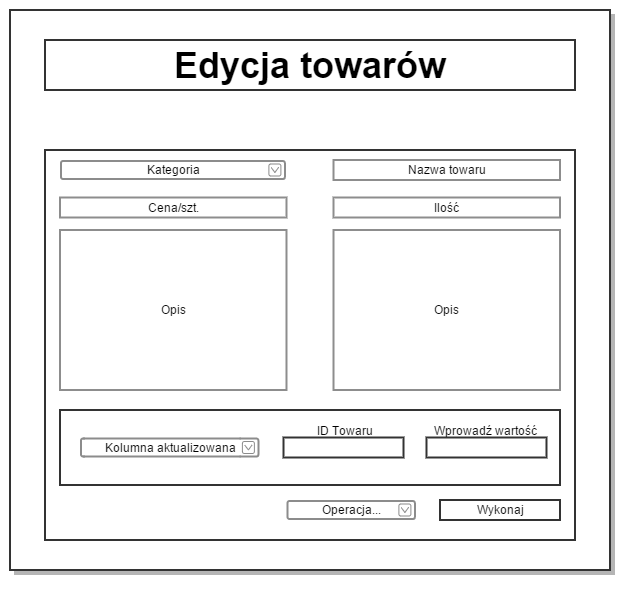 Edycja towarów
Kategoria
Nazwa towaru
Cena/szt.
Ilość
Opis
Opis
ID Towaru
Wprowadź wartość
Kolumna aktualizowana
Operacja...
Wykonaj